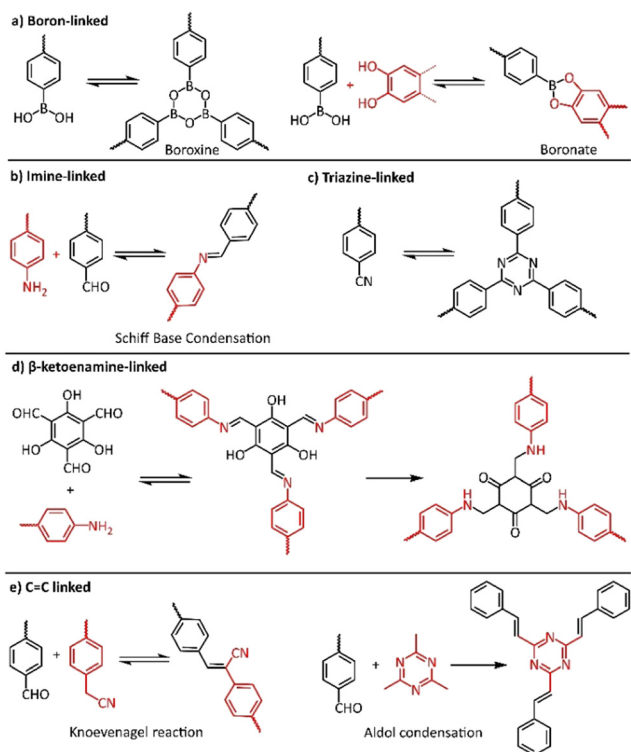 a) Boron-linked
B
HO OH
B
O O
B B
O
Boroxine
B
HO OH
+
HO
HO
B
O
O
Boronate
b) Imine-linked
NH₂
+
CHO
N
Schiff Base Condensation
c) Triazine-linked
CN
N N
N
d) β-ketoenamine-linked
OH
OHC CHO
HO OH
CHO
+
NH₂
OH
N N
HO OH
N
NH
O O
H N
O
N H
e) C=C linked
CHO
+
CN
CN
Knoevenagel reaction
CHO
+
N N
N
Aldol condensation
N N
N